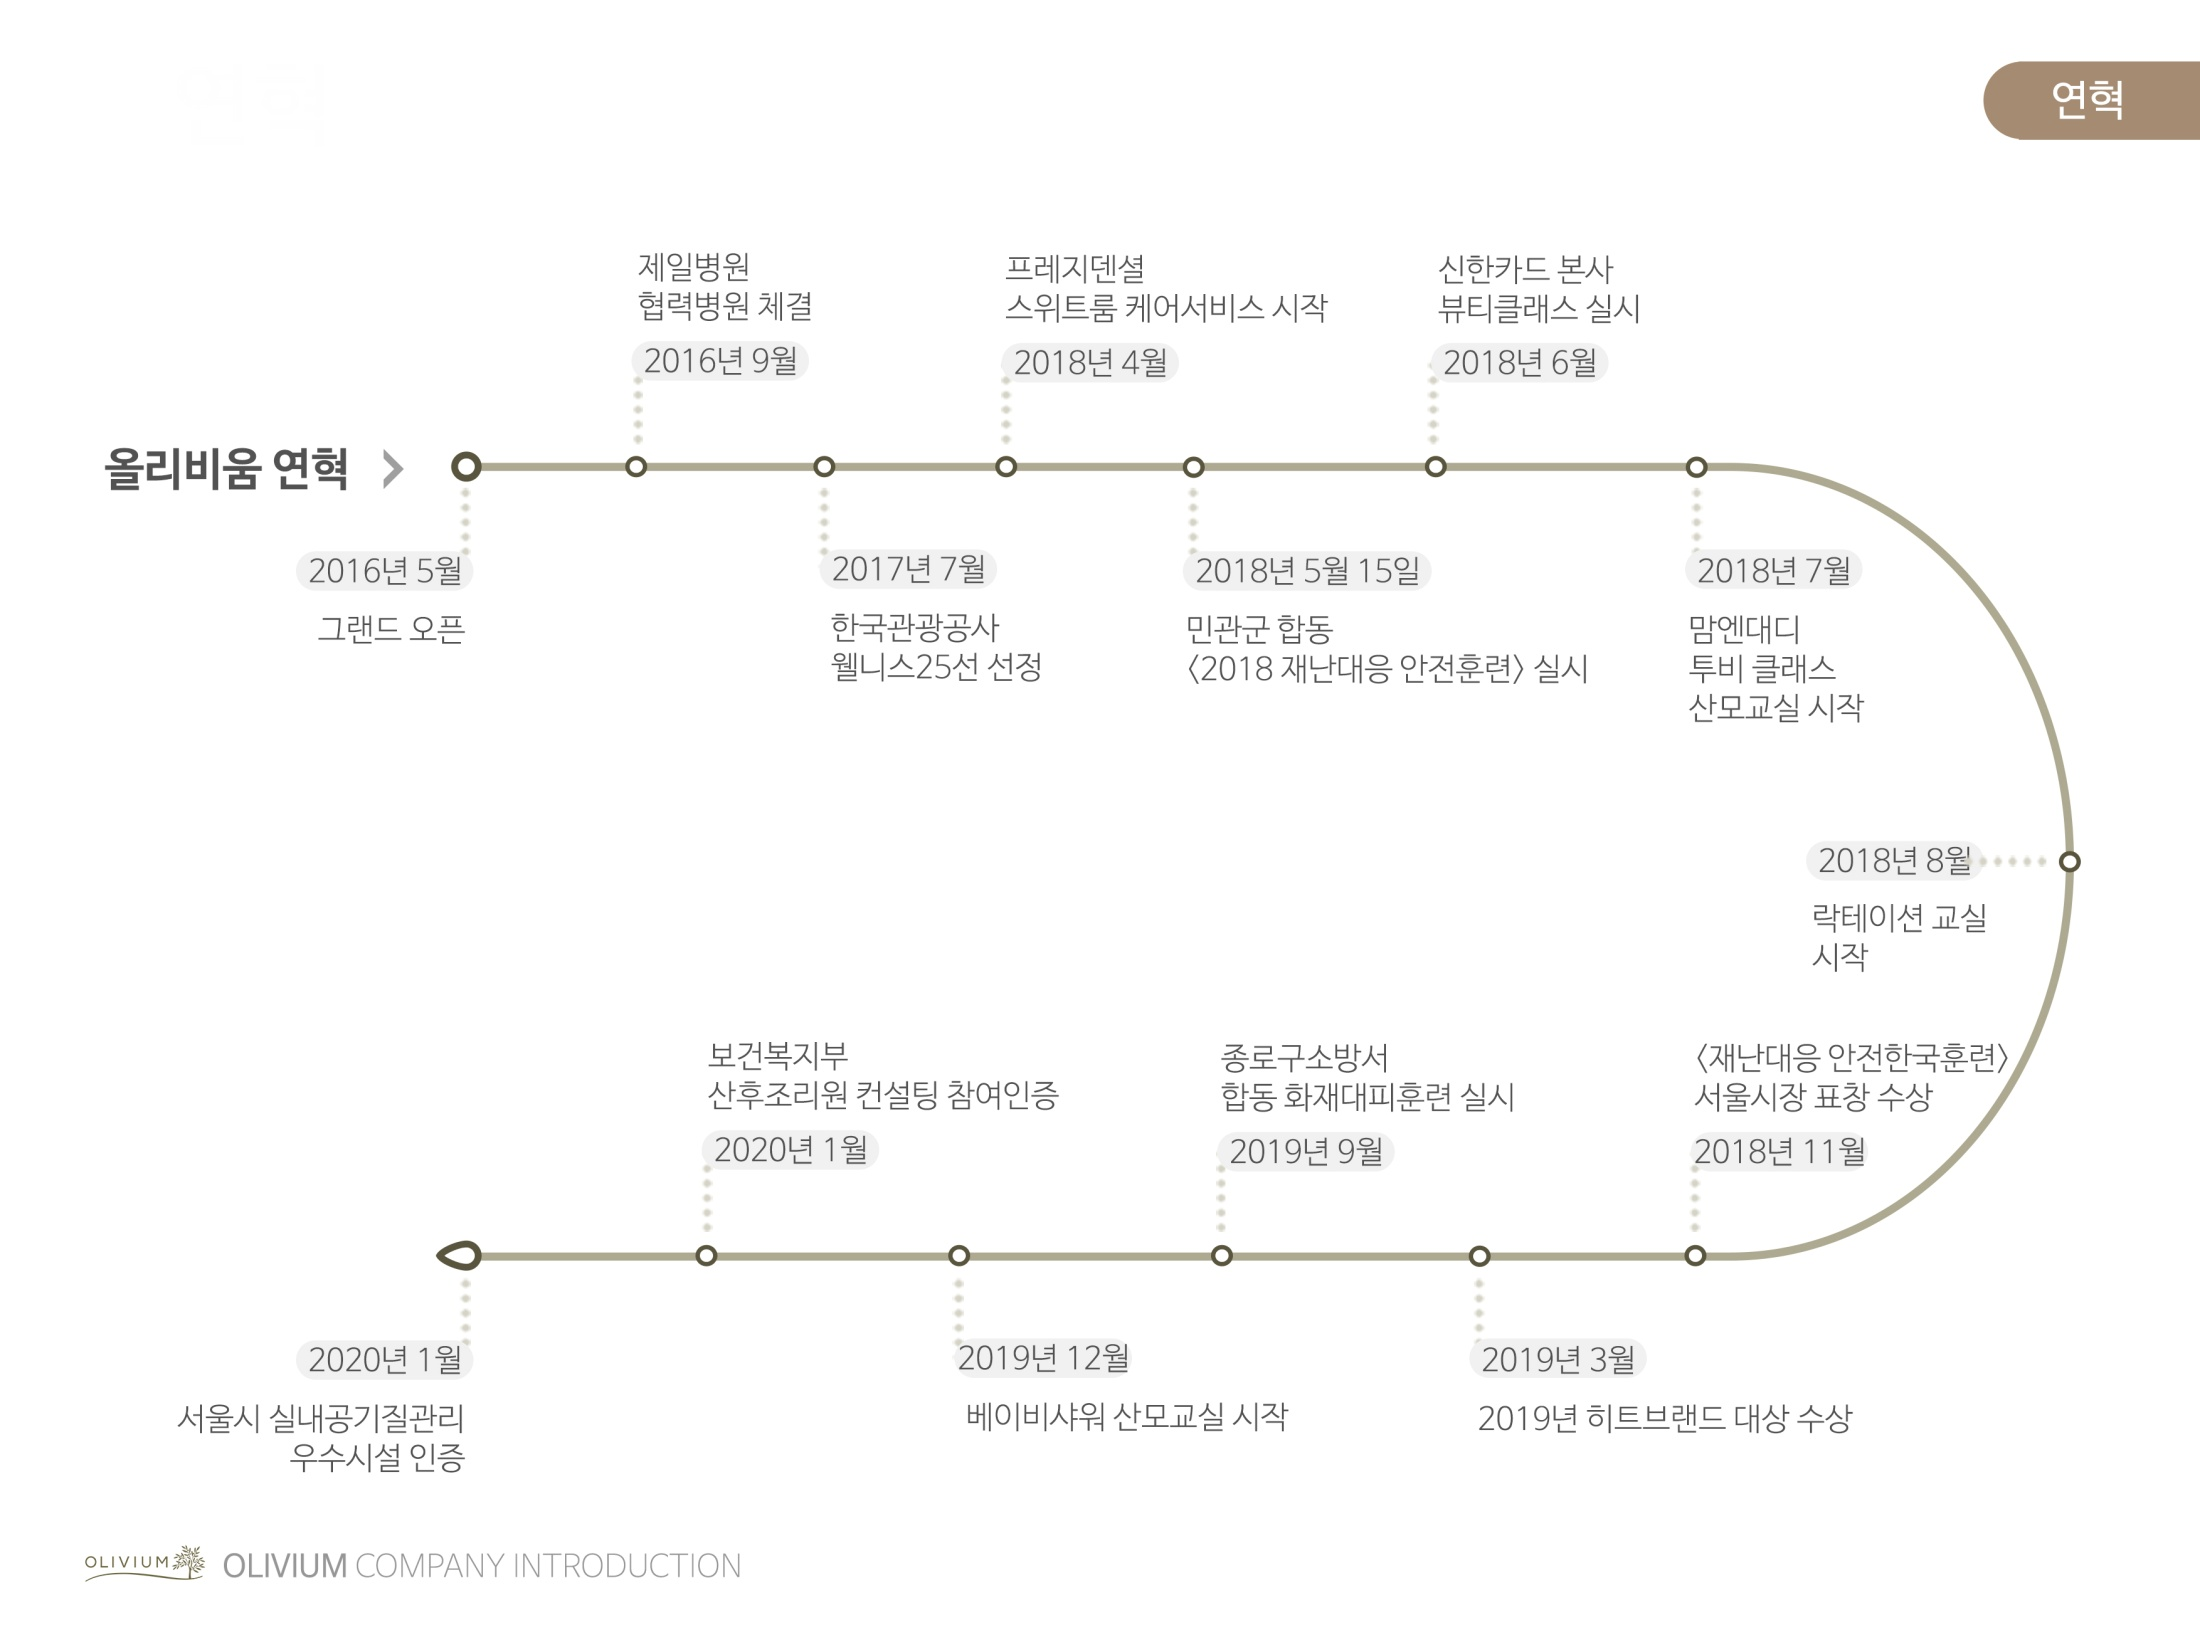 연혁
올리비움 연혁
2016년 5월
그랜드 오픈
제일병원
협력병원 체결
2016년 9월
2017년 7월
한국관광공사
웰니스25선 선정
프레지덴셜
스위트룸 케어서비스 시작
2018년 4월
2018년 5월 15일
민관군 합동
〈2018 재난대응 안전훈련〉 실시
신한카드 본사
뷰티클래스 실시
2018년 6월
2018년 7월
맘엔대디
투비 클래스
산모교실 시작
2018년 8월
락테이션 교실
시작
〈재난대응 안전한국훈련〉
서울시장 표창 수상
2018년 11월
2019년 3월
2019년 히트브랜드 대상 수상
종로구소방서
합동 화재대피훈련 실시
2019년 9월
2019년 12월
베이비샤워 산모교실 시작
보건복지부
산후조리원 컨설팅 참여인증
2020년 1월
2020년 1월
서울시 실내공기질관리
우수시설 인증
OLIVIUM
OLIVIUM COMPANY INTRODUCTION